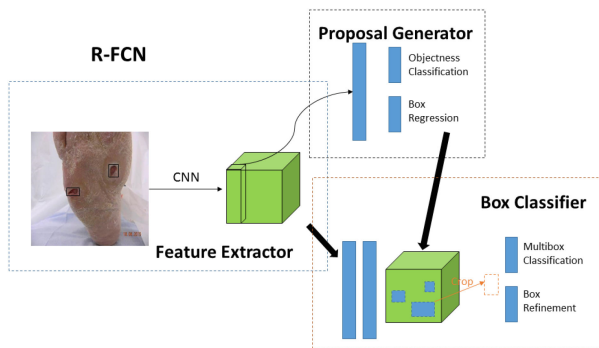 R-FCN
Proposal Generator
Objectness
Classification
Box
Regression
CNN
Feature Extractor
Box Classifier
Crop
Multibox
Classification
Box
Refinement